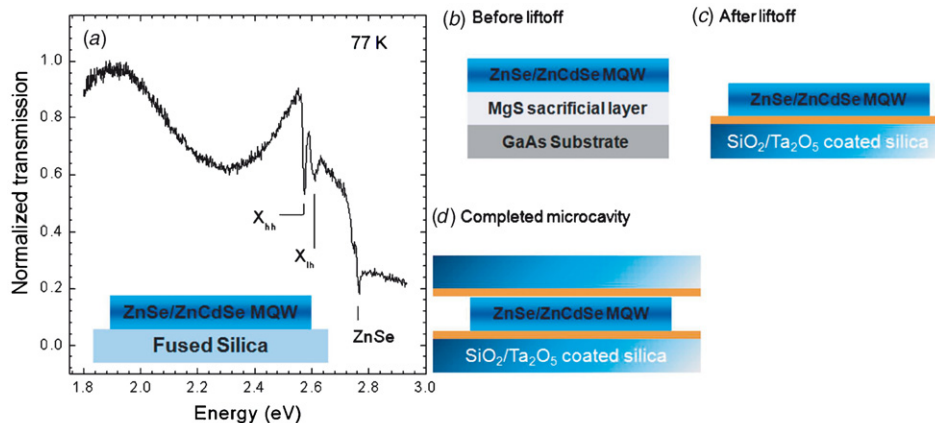 (a)
77 K
Normalized transmission
1.0
0.8
0.6
0.4
0.2
0.0
X hh
X lh
ZnSe
ZnSe/ZnCdSe MQW
Fused Silica
1.8 2.0 2.2 2.4 2.6 2.8 3.0
Energy (eV)
(b) Before liftoff
ZnSe/ZnCdSe MQW
MgS sacrificial layer
GaAs Substrate
(c) After liftoff
ZnSe/ZnCdSe MQW
SiO₂/Ta₂O₅ coated silica
(d) Completed microcavity
ZnSe/ZnCdSe MQW
SiO₂/Ta₂O₅ coated silica